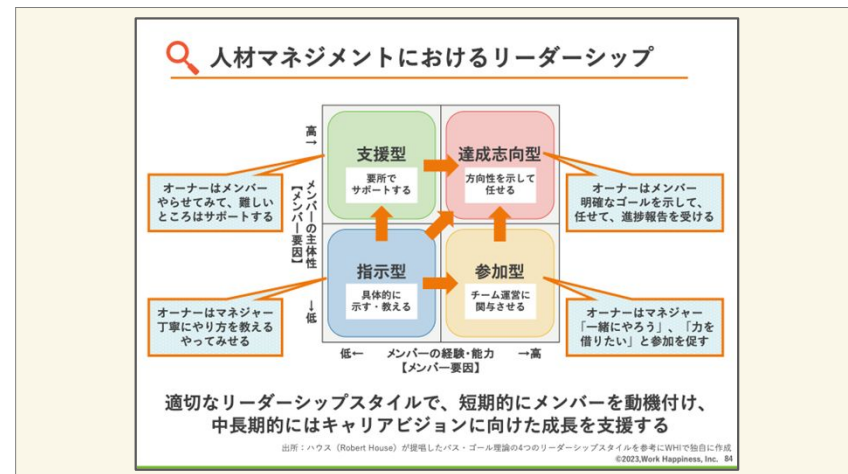 人材マネジメントにおけるリーダーシップ
高→
メンバーの主体性
【メンバー要因】
←低
支援型
要所で
サポートする
達成志向型
方向性を示して
任せる
オーナーはメンバー
やらせてみて、難しい
ところはサポートする
オーナーはメンバー
明確なゴールを示して、
任せて、進捗報告を受ける
指示型
具体的に
示す・教える
参加型
チーム運営に
関与させる
オーナーはマネジャー
丁寧にやり方を教える
やってみせる
オーナーはマネジャー
「一緒にやろう」、「力を
借りたい」と参加を促す
低← メンバーの経験・能力 →高
【メンバー要因】
適切なリーダーシップスタイルで、短期的にメンバーを動機付け、
中長期的にはキャリアビジョンに向けた成長を支援する
出所：ハウス（Robert House）が提唱したパス・ゴール理論の4つのリーダーシップスタイルを参考にWHIで独自に作成
©2023,Work Happiness, Inc. 84